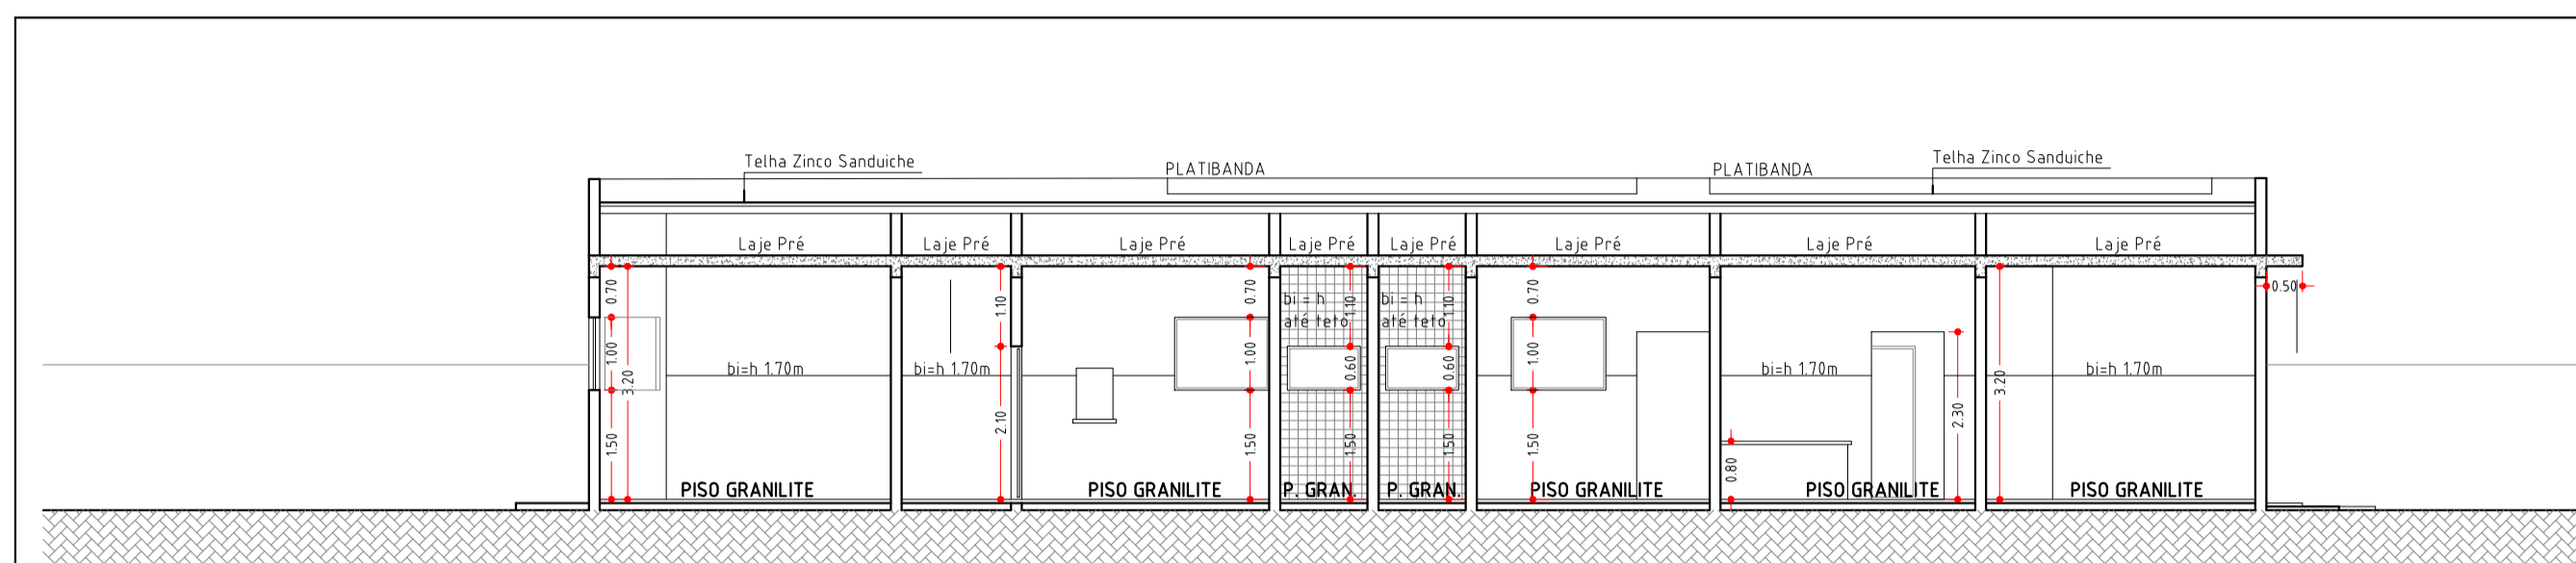 Telha Zinco Sanduiche
PLATIBANDA
PLATIBANDA
Telha Zinco Sanduiche
Laje Pré
Laje Pré
Laje Pré
Laje Pré
Laje Pré
Laje Pré
Laje Pré
Laje Pré
0.70
1.00
1.50
3.20
bi=h 1.70m
PISO GRANILITE
bi=h 1.70m
1.10
2.10
PISO GRANILITE
0.70
1.00
1.50
bi = h
até teto
1.10
0.60
1.50
P. GRAN.
bi = h
até teto
1.10
0.60
1.50
P. GRAN.
0.70
1.00
1.50
PISO GRANILITE
0.80
bi=h 1.70m
2.30
PISO GRANILITE
3.20
bi=h 1.70m
PISO GRANILITE
0.50